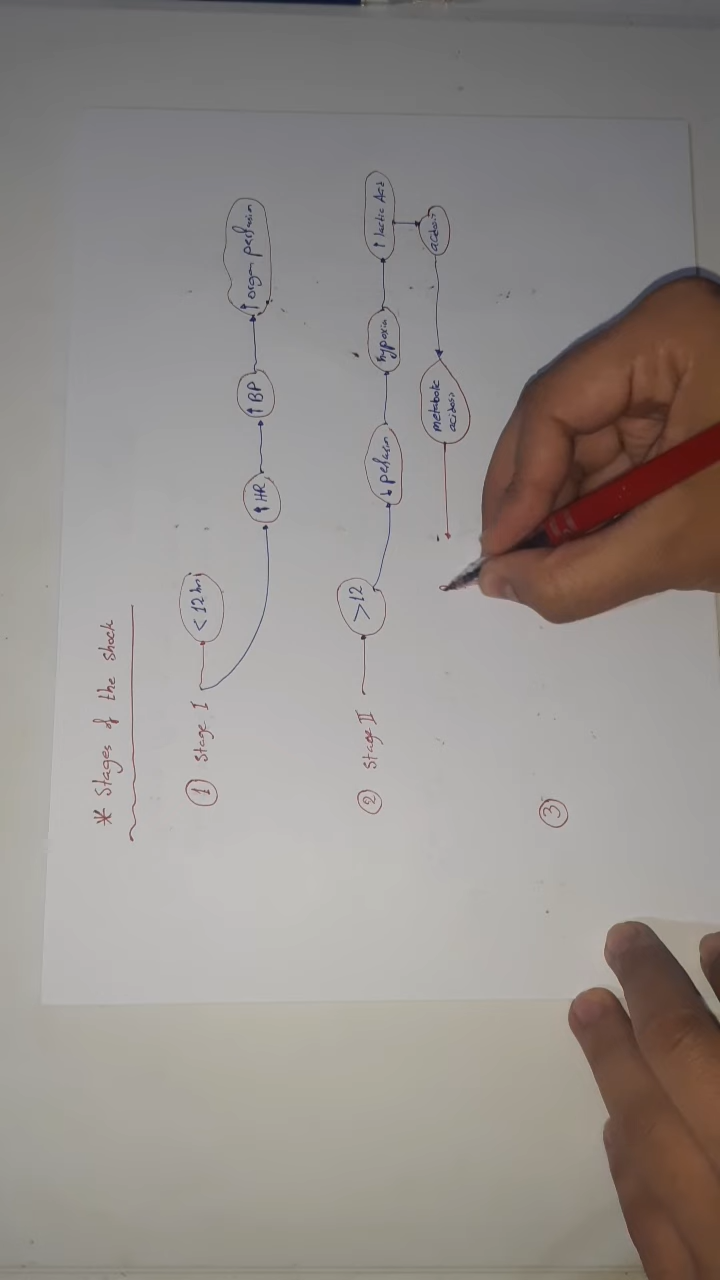 * Stages of the shock
① Stage I
< 12 hrs
↑ HR
↑ BP
↑ organ perfusion
② Stage II
> 12
↓ perfusion
hypoxia
↑ lactic Acid
acidosis
metabolic
acidosis
③